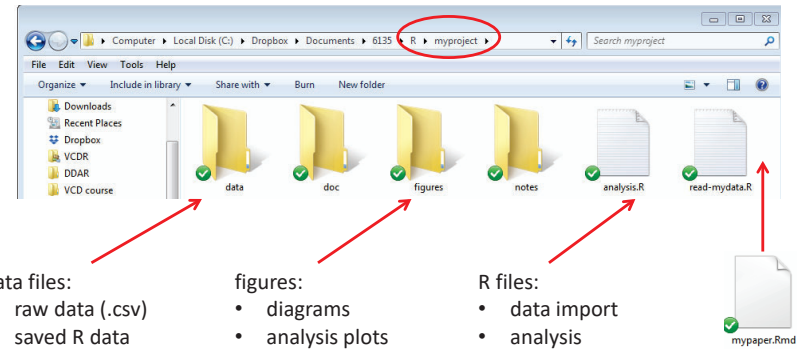 Computer ▸ Local Disk (C:) ▸ Dropbox ▸ Documents ▸ 6135 ▸ R ▸ myproject ▸
Search myproject
File Edit View Tools Help
Organize ▾ Include in library ▾ Share with ▾ Burn New folder
Downloads
Recent Places
Dropbox
VCDR
DDAR
VCD course
data
doc
figures
notes
analysis.R
read-mydata.R
ata files:
raw data (.csv)
saved R data
figures:
• diagrams
• analysis plots
R files:
• data import
• analysis
mypaper.Rmd